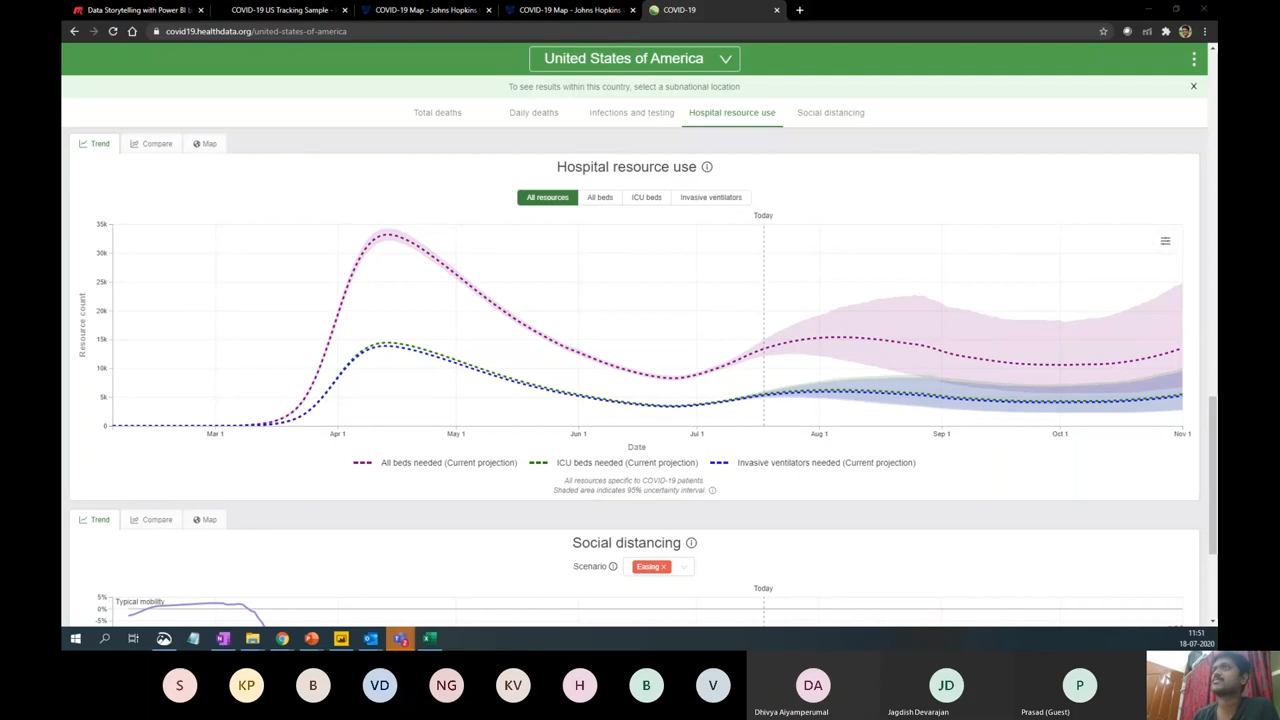 Data Storytelling with Power BI
COVID-19 US Tracking Sample -
COVID-19 Map - Johns Hopkins
COVID-19 Map - Johns Hopkins
COVID-19
covid19.healthdata.org/united-states-of-america
United States of America
To see results within this country, select a subnational location
X
Total deaths
Daily deaths
Infections and testing
Hospital resource use
Social distancing
Trend
Compare
Map
Hospital resource use
All resources
All beds
ICU beds
Invasive ventilators
Today
35k
30k
25k
20k
15k
10k
5k
0
Resource count
Mar 1
Apr 1
May 1
Jun 1
Jul 1
Aug 1
Sep 1
Oct 1
Nov 1
Date
All beds needed (Current projection)
ICU beds needed (Current projection)
Invasive ventilators needed (Current projection)
All resources specific to COVID-19 patients.
Shaded area indicates 95% uncertainty interval.
Trend
Compare
Map
Social distancing
Scenario
Easing ×
Today
5%
Typical mobility
0%
-5%
11:51
18-07-2020
S
KP
B
VD
NG
KV
H
B
V
DA
JD
P
Dhivya Aiyamperumal
Jagdish Devarajan
Prasad (Guest)